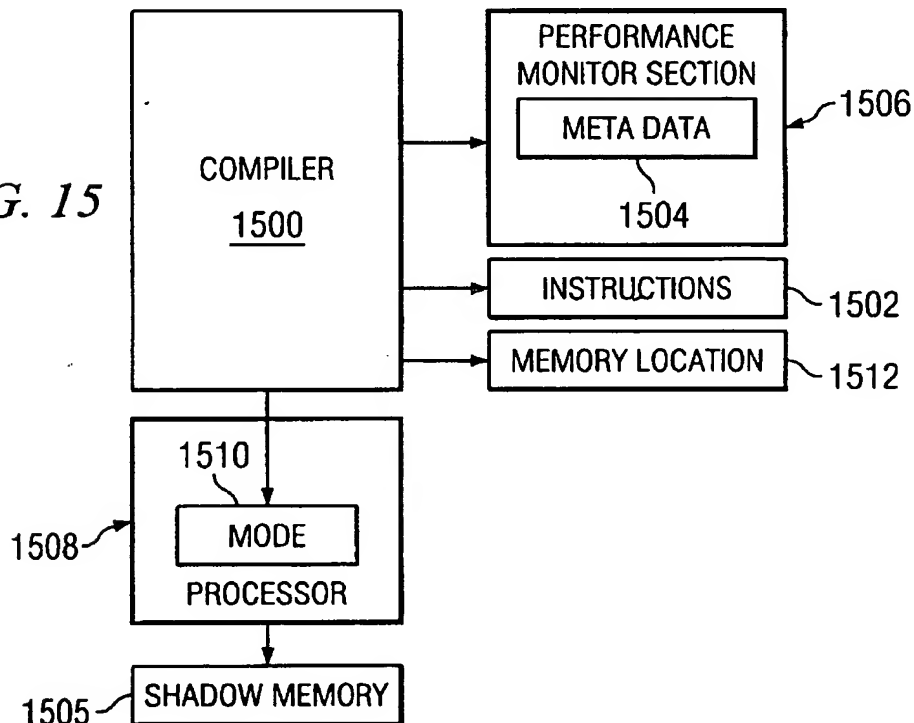 G. 15
COMPILER
1500
PERFORMANCE
MONITOR SECTION
META DATA
1504
1506
INSTRUCTIONS
1502
MEMORY LOCATION
1512
1510
MODE
PROCESSOR
1508
SHADOW MEMORY
1505